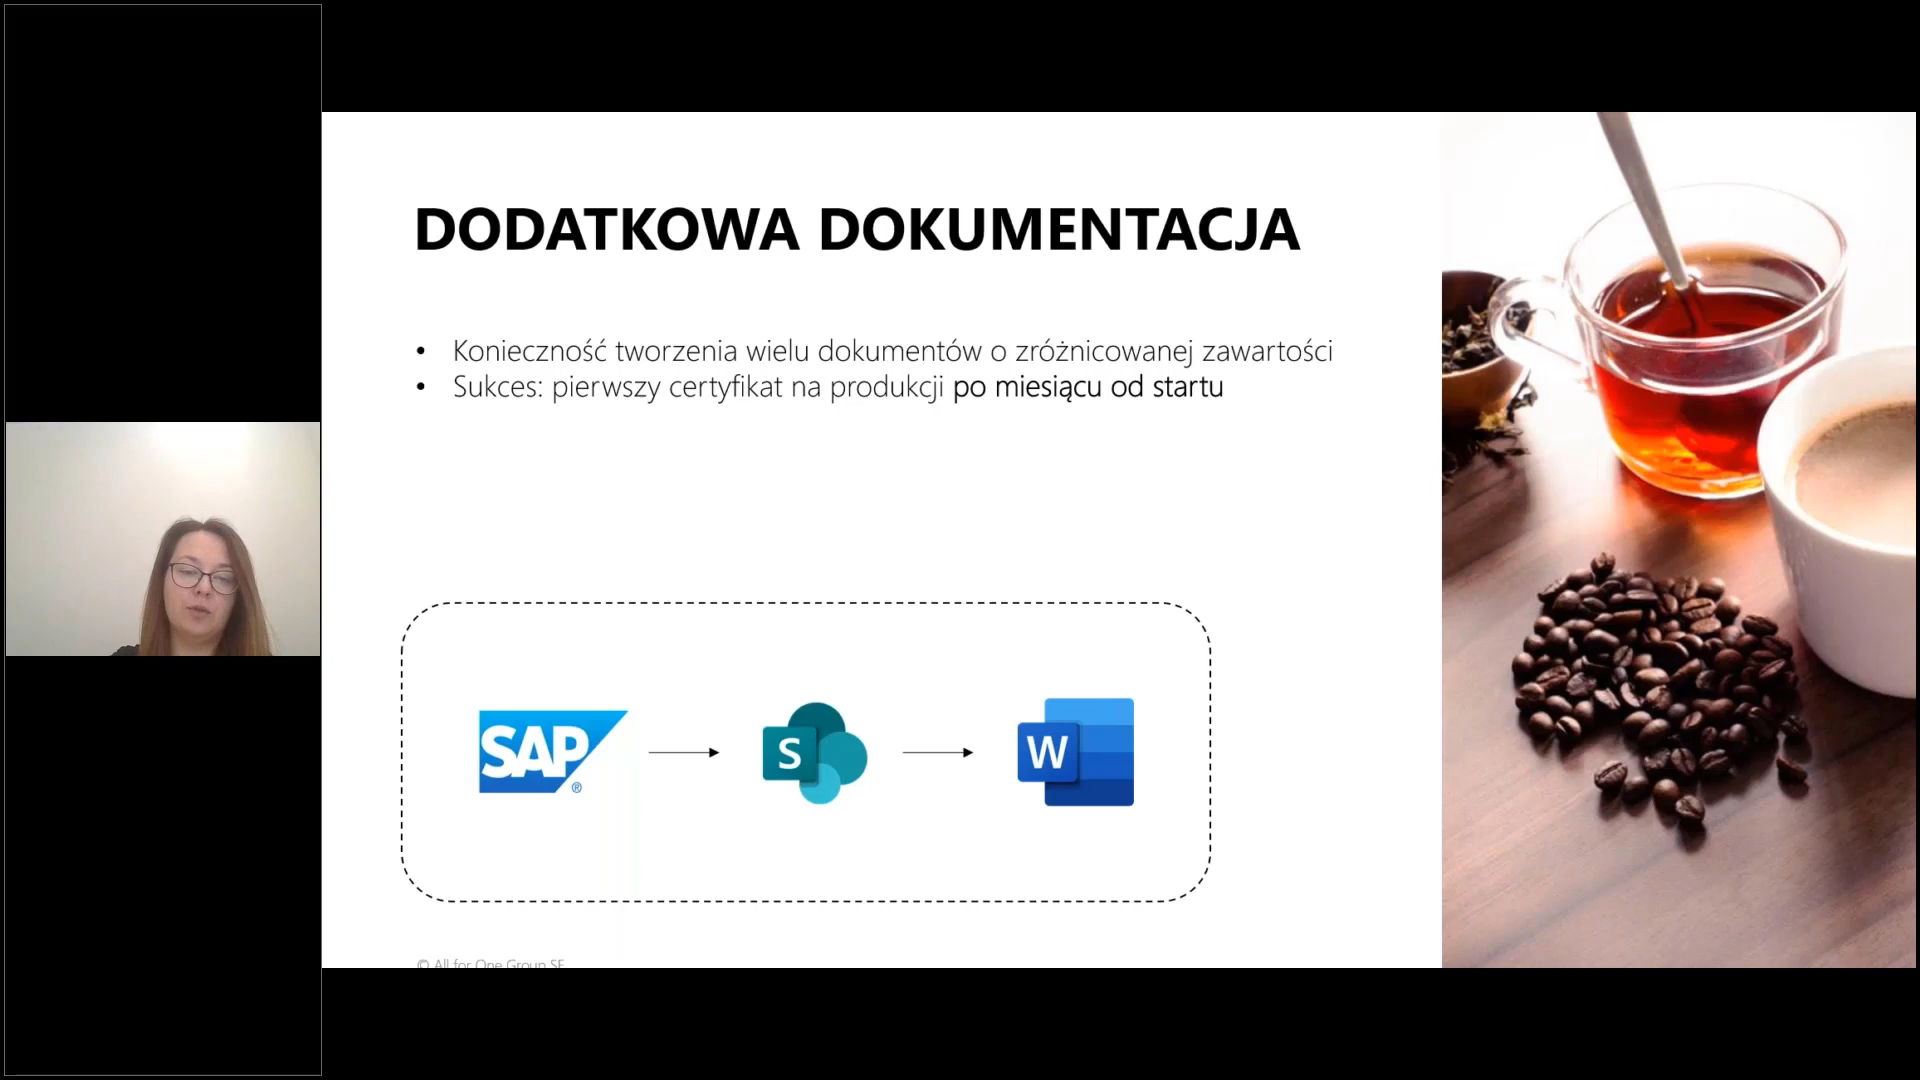 DODATKOWA DOKUMENTACJA
• Konieczność tworzenia wielu dokumentów o zróżnicowanej zawartości
• Sukces: pierwszy certyfikat na produkcji po miesiącu od startu
SAP ® S W
© All for One Group SE